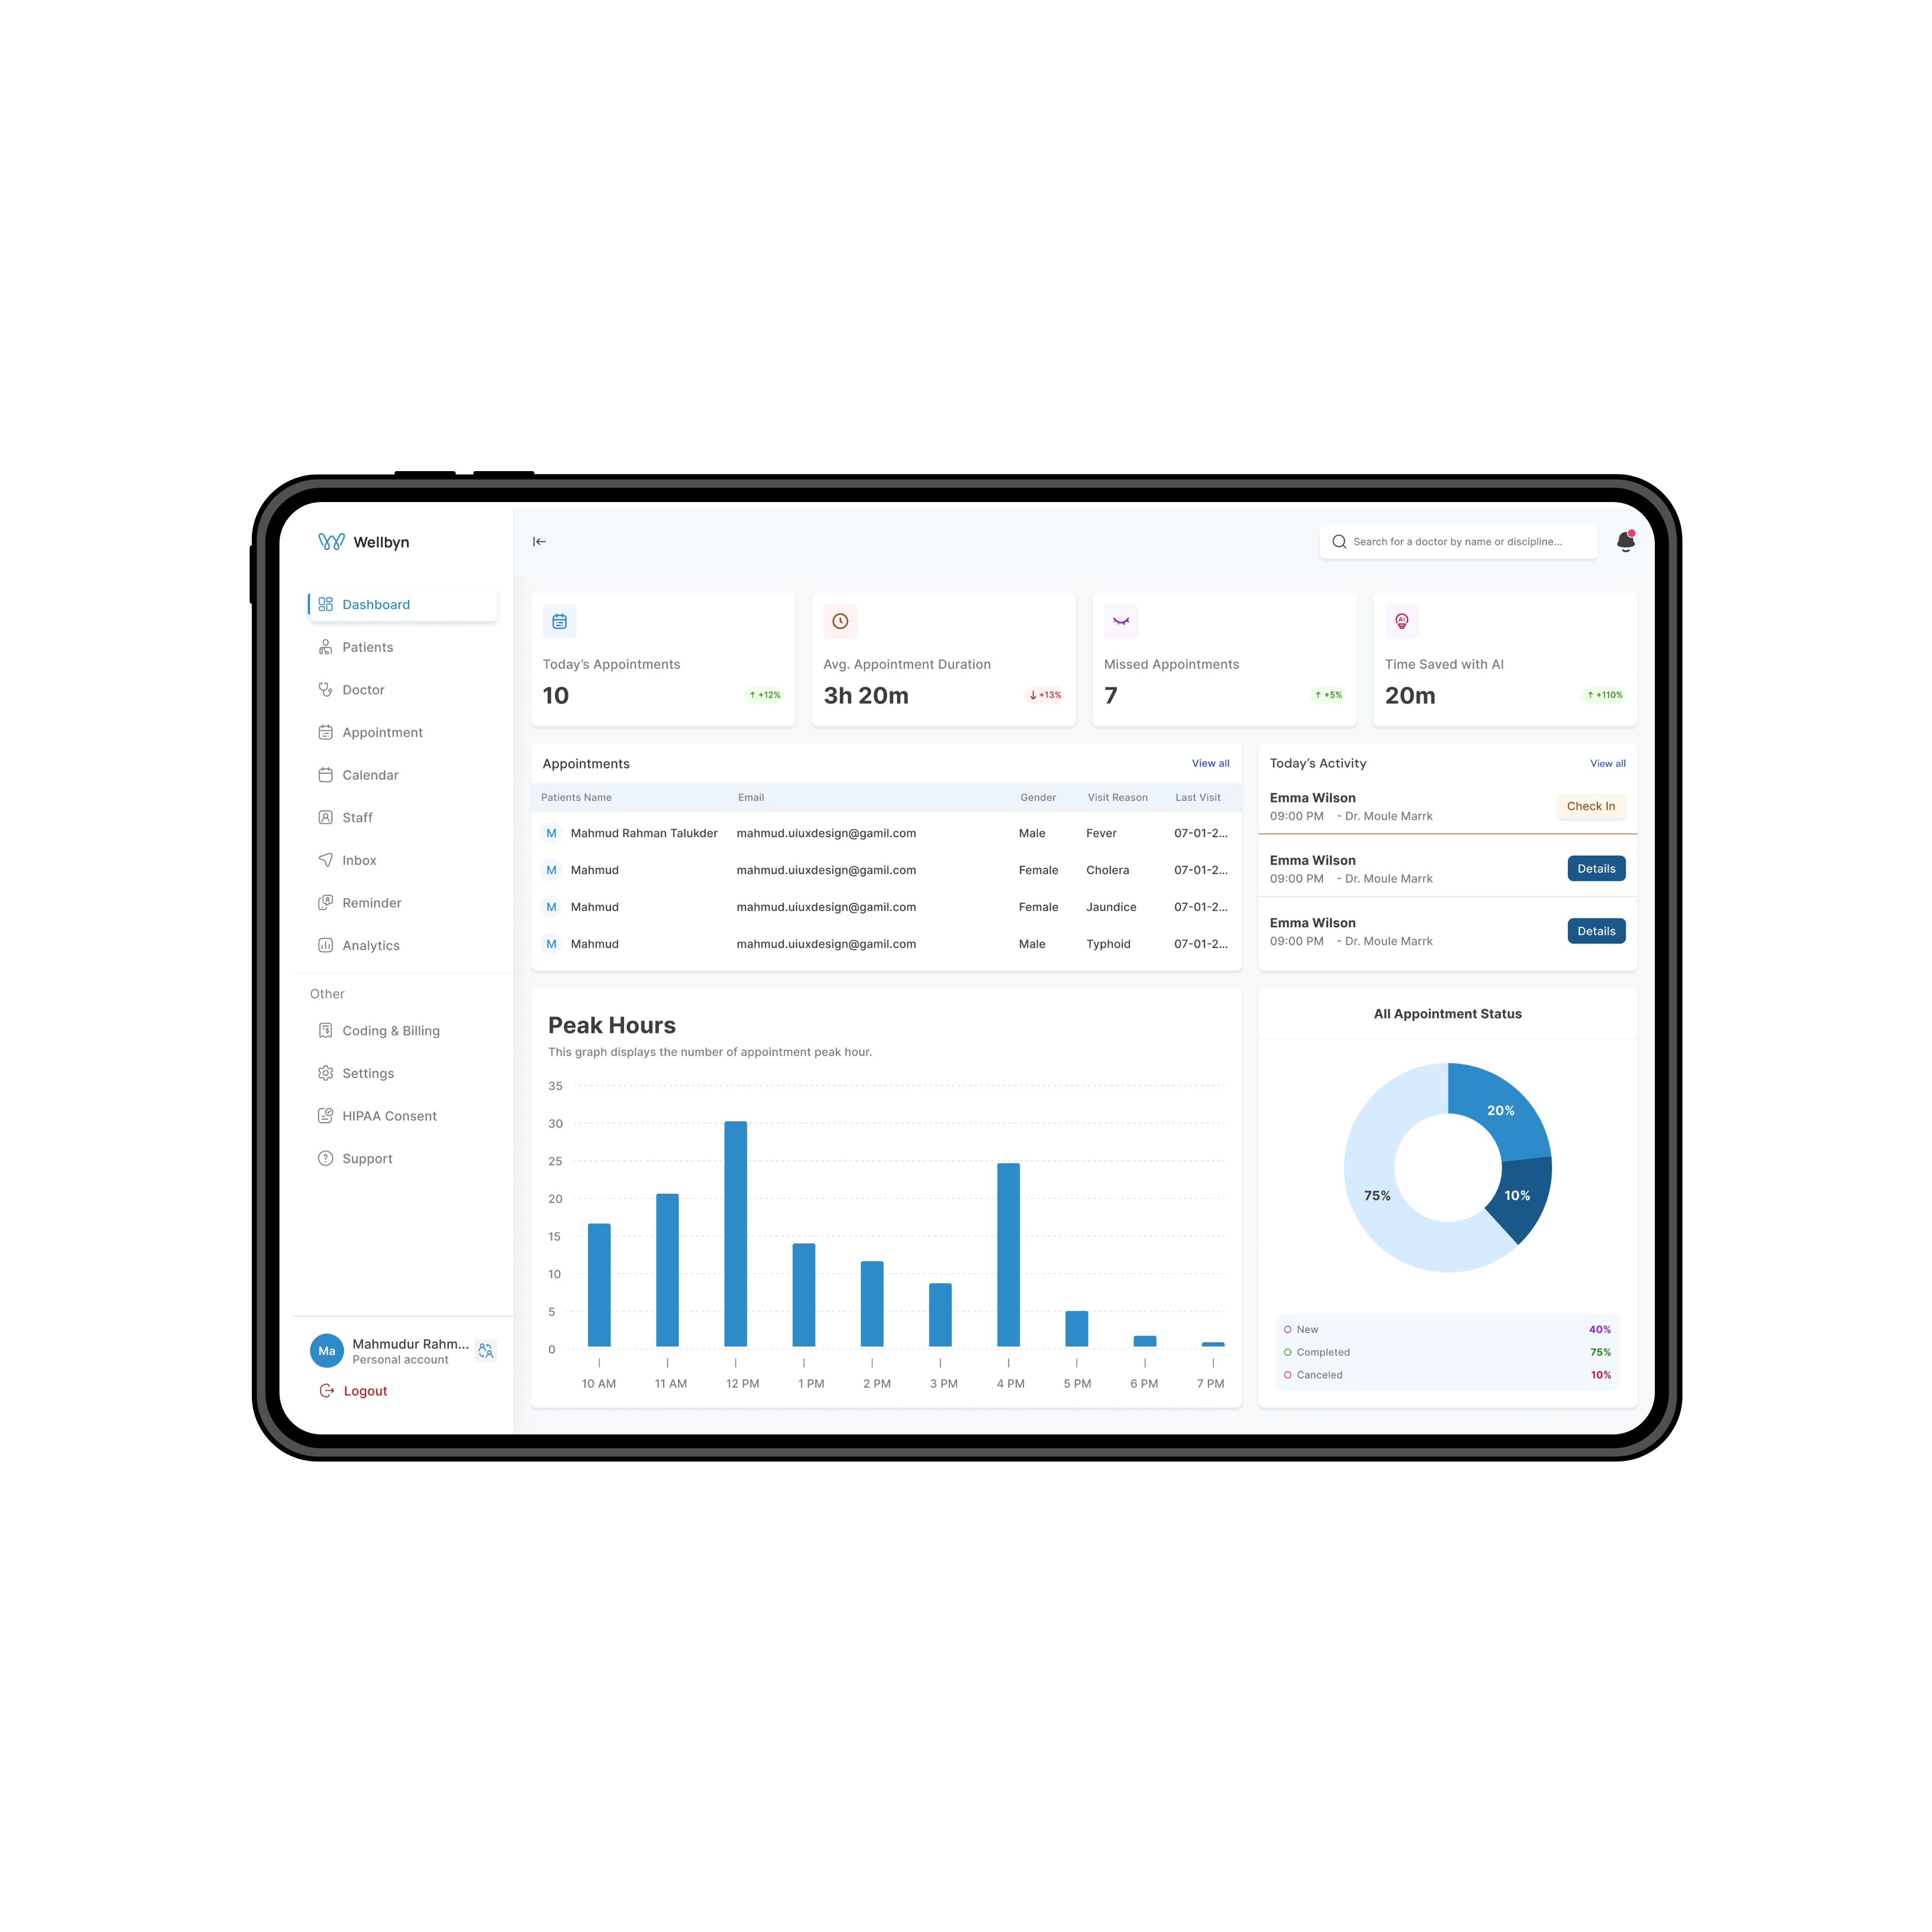 Wellbyn
Search for a doctor by name or discipline...
Dashboard
Patients
Doctor
Appointment
Calendar
Staff
Inbox
Reminder
Analytics
Other
Coding & Billing
Settings
HIPAA Consent
Support
Ma
Mahmudur Rahm...
Personal account
Logout
Today's Appointments
10
+12%
Avg. Appointment Duration
3h 20m
+13%
Missed Appointments
7
+5%
AI
Time Saved with AI
20m
+110%
Appointments
View all
Patients Name Email Gender Visit Reason Last Visit
M Mahmud Rahman Talukder mahmud.uiuxdesign@gamil.com Male Fever 07-01-2...
M Mahmud mahmud.uiuxdesign@gamil.com Female Cholera 07-01-2...
M Mahmud mahmud.uiuxdesign@gamil.com Female Jaundice 07-01-2...
M Mahmud mahmud.uiuxdesign@gamil.com Male Typhoid 07-01-2...
Today's Activity
View all
Emma Wilson
09:00 PM - Dr. Moule Marrk
Check In
Emma Wilson
09:00 PM - Dr. Moule Marrk
Details
Emma Wilson
09:00 PM - Dr. Moule Marrk
Details
Peak Hours
This graph displays the number of appointment peak hour.
35
30
25
20
15
10
5
0
10 AM 11 AM 12 PM 1 PM 2 PM 3 PM 4 PM 5 PM 6 PM 7 PM
All Appointment Status
20%
10%
75%
New 40%
Completed 75%
Canceled 10%